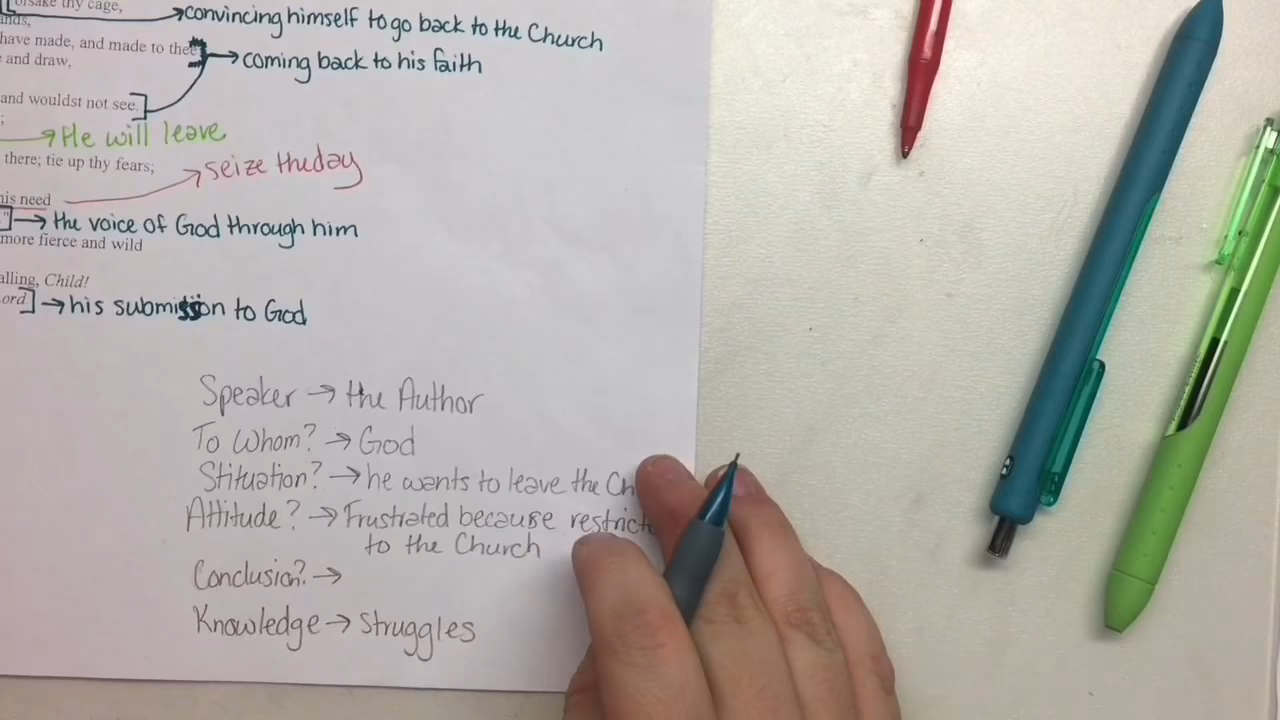 forsake thy cage,
convincing himself to go back to the Church
have made, and made to thee
coming back to his faith
and draw,
and wouldst not see.
;
He will leave
there; tie up thy fears;
seize the day
his need
the voice of God through him
more fierce and wild
alling, Child!
ord
his submission to God
Speaker → the Author
To Whom? → God
Stituation? → he wants to leave the Ch
Attitude? → Frustrated because restrict
to the Church
Conclusion? →
Knowledge → Struggles